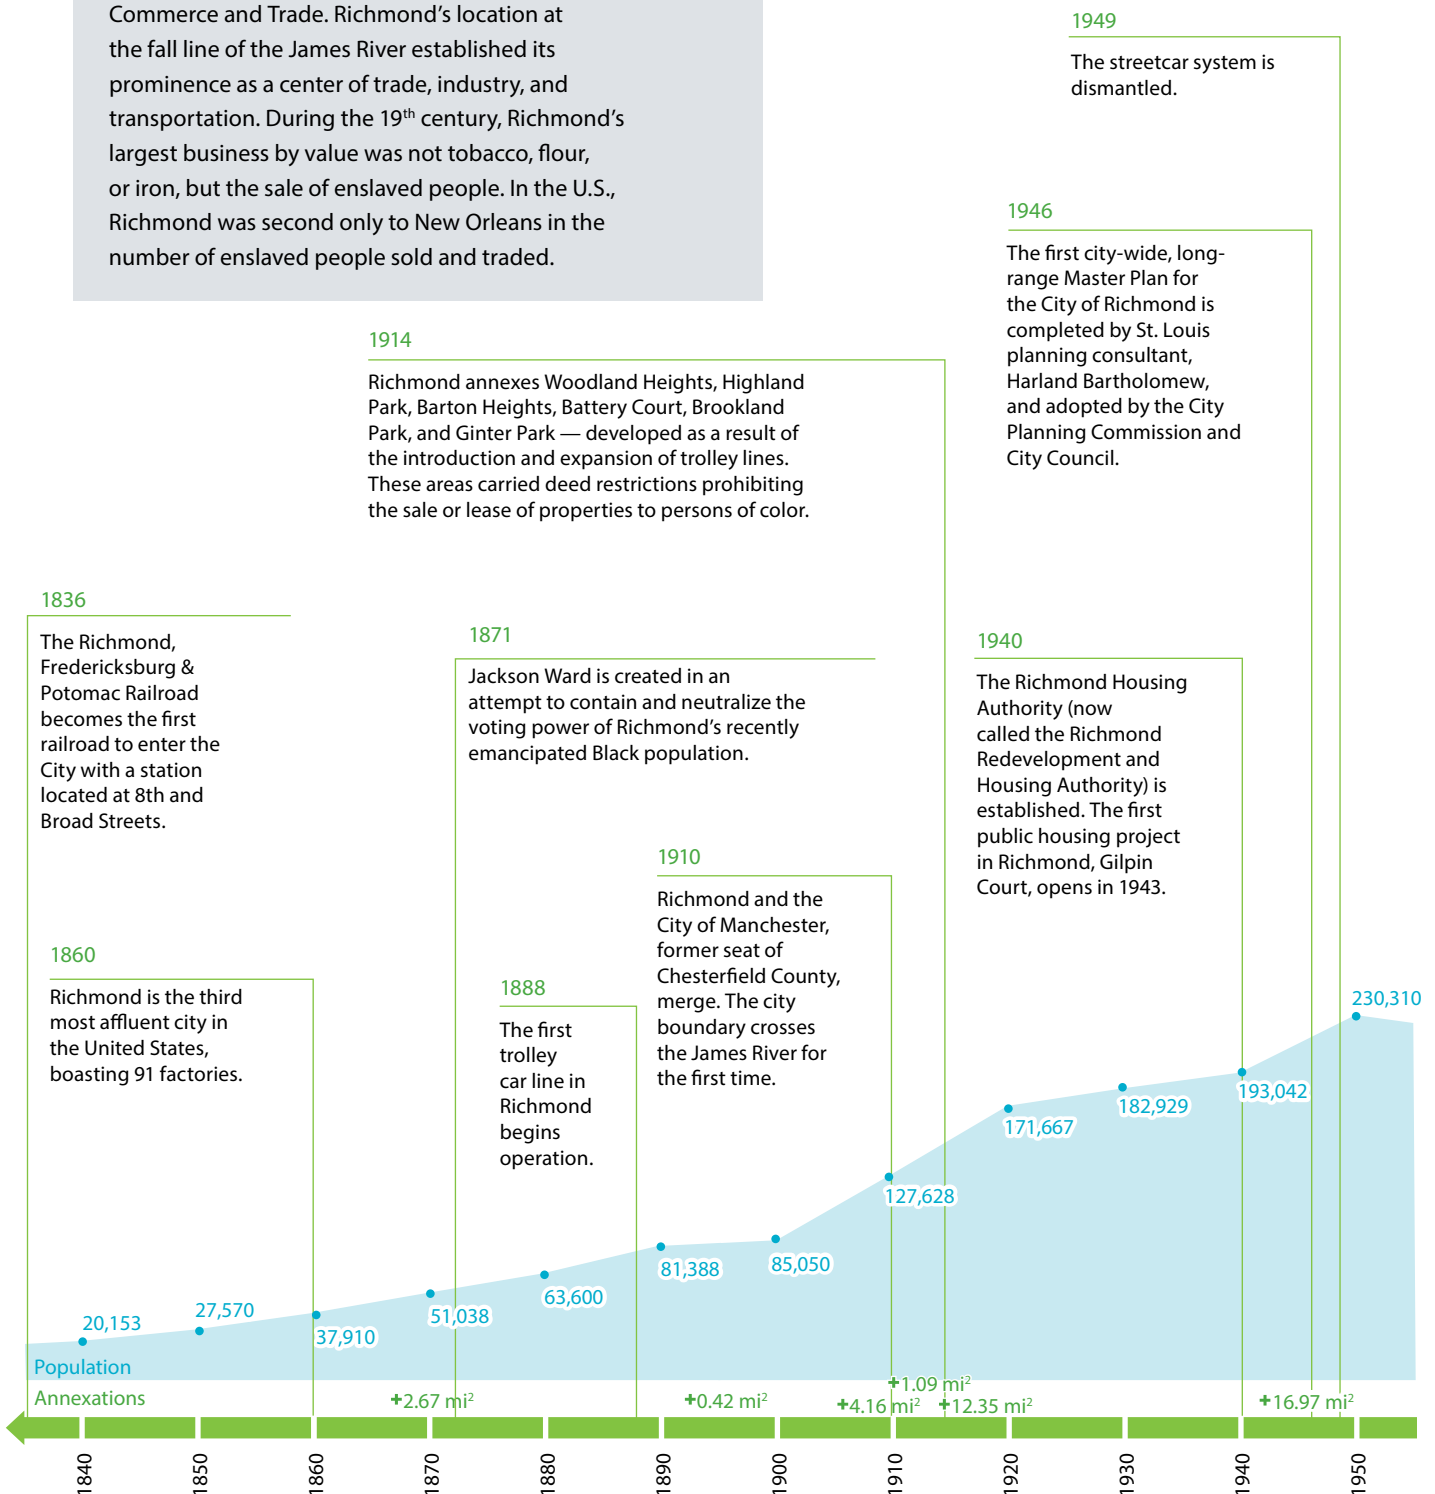 Commerce and Trade. Richmond’s location at
the fall line of the James River established its
prominence as a center of trade, industry, and
transportation. During the 19th century, Richmond’s
largest business by value was not tobacco, flour,
or iron, but the sale of enslaved people. In the U.S.,
Richmond was second only to New Orleans in the
number of enslaved people sold and traded.
1949
The streetcar system is
dismantled.
1946
The first city-wide, long-
range Master Plan for
the City of Richmond is
completed by St. Louis
planning consultant,
Harland Bartholomew,
and adopted by the City
Planning Commission and
City Council.
1914
Richmond annexes Woodland Heights, Highland
Park, Barton Heights, Battery Court, Brookland
Park, and Ginter Park — developed as a result of
the introduction and expansion of trolley lines.
These areas carried deed restrictions prohibiting
the sale or lease of properties to persons of color.
1836
The Richmond,
Fredericksburg &
Potomac Railroad
becomes the first
railroad to enter the
City with a station
located at 8th and
Broad Streets.
1871
Jackson Ward is created in an
attempt to contain and neutralize the
voting power of Richmond’s recently
emancipated Black population.
1940
The Richmond Housing
Authority (now
called the Richmond
Redevelopment and
Housing Authority) is
established. The first
public housing project
in Richmond, Gilpin
Court, opens in 1943.
1910
Richmond and the
City of Manchester,
former seat of
Chesterfield County,
merge. The city
boundary crosses
the James River for
the first time.
1860
Richmond is the third
most affluent city in
the United States,
boasting 91 factories.
1888
The first
trolley
car line in
Richmond
begins
operation.
20,153
27,570
37,910
51,038
63,600
81,388
85,050
127,628
171,667
182,929
193,042
230,310
Population
Annexations
+2.67 mi²
+0.42 mi²
+4.16 mi²
+1.09 mi²
+12.35 mi²
+16.97 mi²
1840
1850
1860
1870
1880
1890
1900
1910
1920
1930
1940
1950